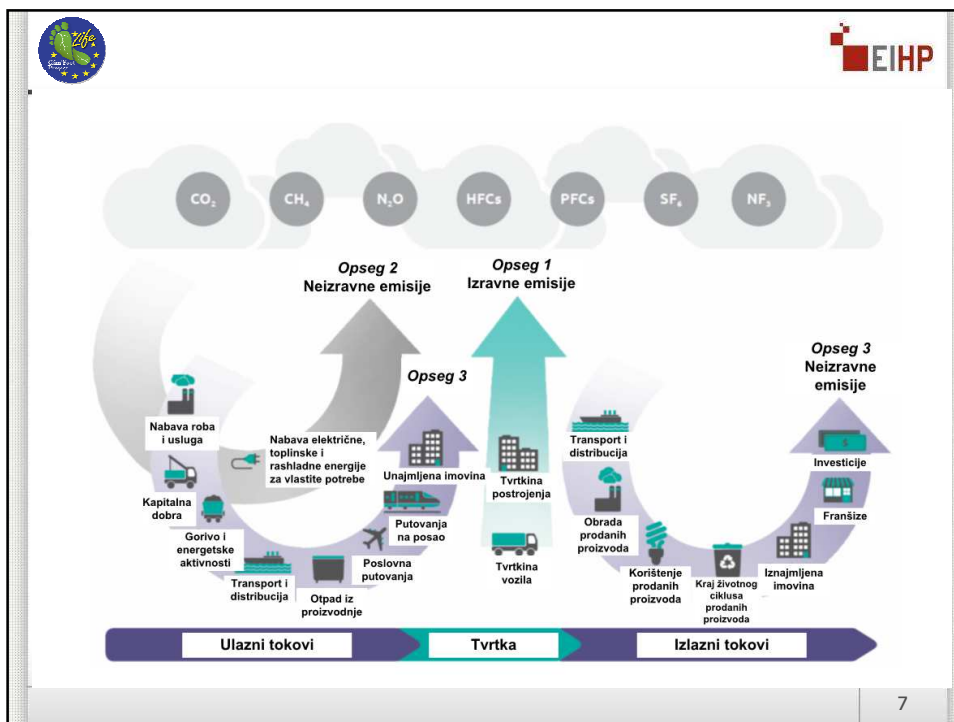 Life
Clim Foot
EIHP
CO₂
CH₄
N₂O
HFCs
PFCs
SF₆
NF₃
Opseg 2
Neizravne emisije
Opseg 1
Izravne emisije
Opseg 3
Opseg 3
Neizravne
emisije
Nabava roba
i usluga
Kapitalna
dobra
Gorivo i
energetske
aktivnosti
Transport i
distribucija
Otpad iz
proizvodnje
Poslovna
putovanja
Putovanja
na posao
Unajmljena imovina
Nabava električne,
toplinske i
rashladne energije
za vlastite potrebe
Tvrtkina
postrojenja
Tvrtkina
vozila
Transport i
distribucija
Obrada
prodanih
proizvoda
Korištenje
prodanih
proizvoda
Kraj životnog
ciklusa
prodanih
proizvoda
Iznajmljena
imovina
Franšize
Investicije
$
Ulazni tokovi
Tvrtka
Izlazni tokovi
7